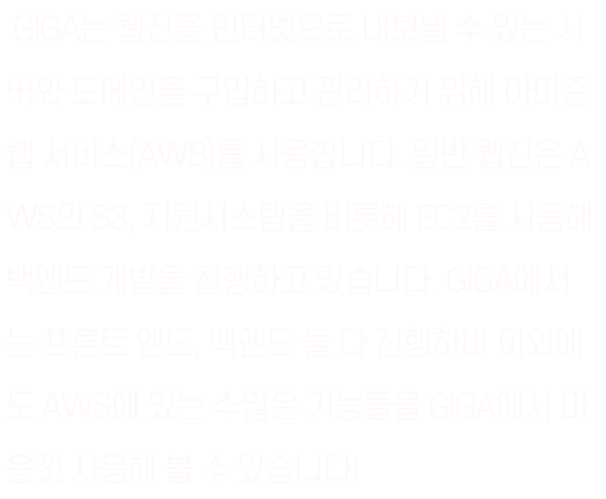 GIGA는 웹진을 인터넷으로 내보낼 수 있는 서
버와 도메인을 구입하고 관리하기 위해 아마존
웹 서비스(AWS)를 사용합니다. 일반 웹진은 A
WS의 S3, 지원시스템을 비롯해 EC2를 사용해
백엔드 개발을 진행하고 있습니다. GIGA에서
는 프론트 엔드, 백엔드 둘 다 진행하며 이외에
도 AWS에 있는 수많은 기능들을 GIGA에서 마
음껏 사용해 볼 수 있습니다!